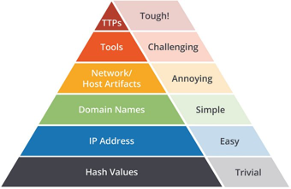 TTPs
Tough!
Tools
Challenging
Network/
Host Artifacts
Annoying
Domain Names
Simple
IP Address
Easy
Hash Values
Trivial